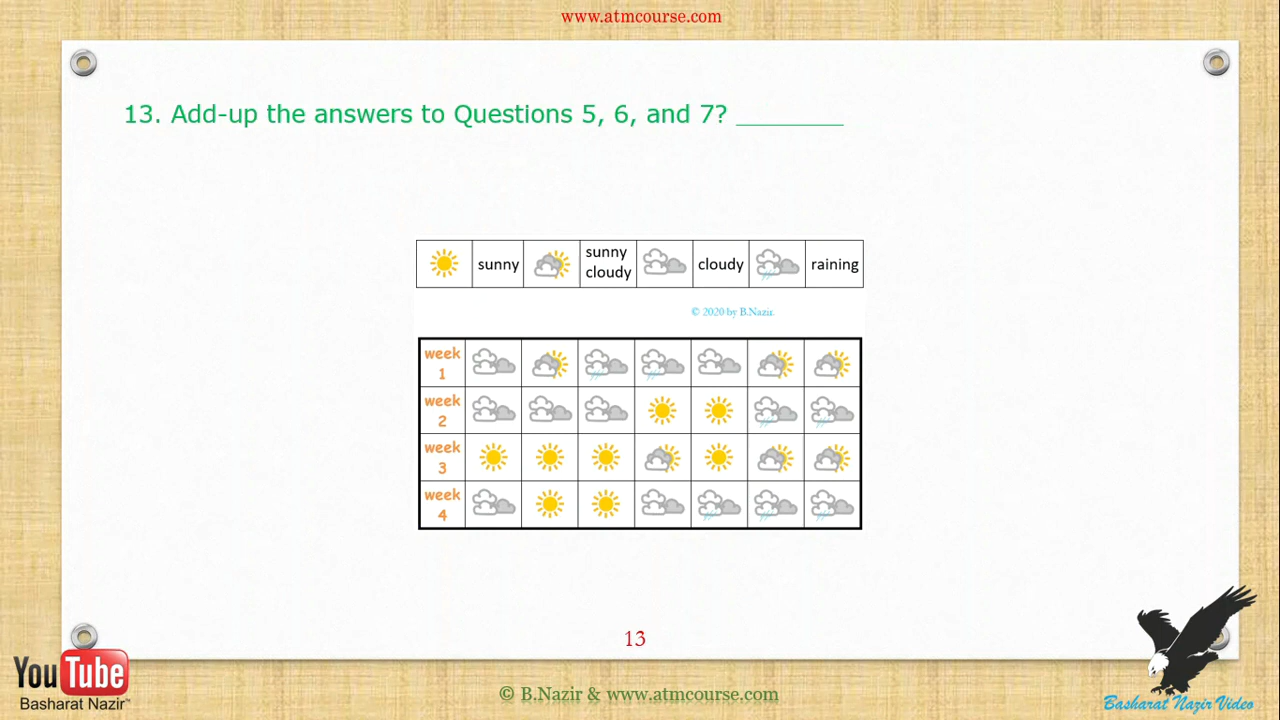 www.atmcourse.com
13. Add-up the answers to Questions 5, 6, and 7? ________
sunny
sunny
cloudy
cloudy
raining
© 2020 by B.Nazir.
week
1
week
2
week
3
week
4
13
YouTube
Basharat Nazir™
© B.Nazir & www.atmcourse.com
Basharat Nazir Video